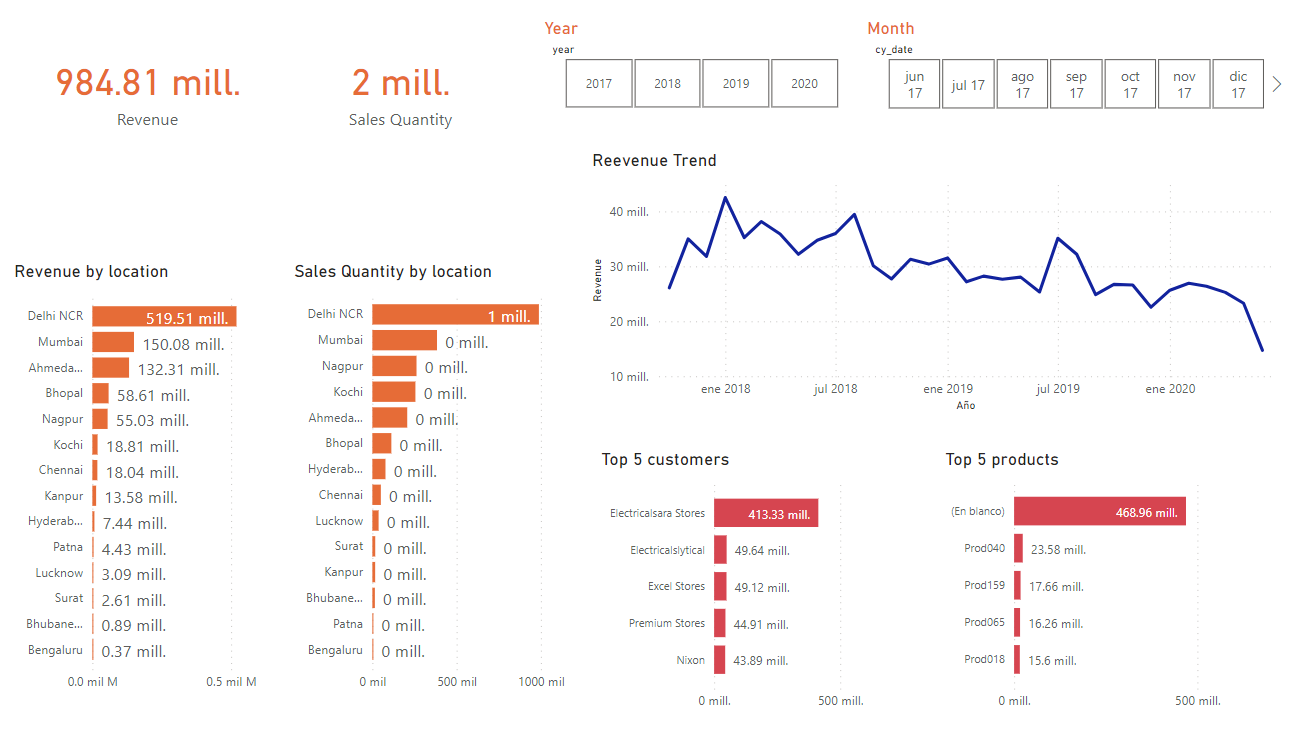 984.81 mill.
Revenue
2 mill.
Sales Quantity
Year
year
2017
2018
2019
2020
Month
cy_date
jun
17
jul 17
ago
17
sep
17
oct
17
nov
17
dic
17
Reevenue Trend
Revenue
40 mill.
30 mill.
20 mill.
10 mill.
ene 2018
jul 2018
ene 2019
jul 2019
ene 2020
Año
Revenue by location
Delhi NCR 519.51 mill.
Mumbai 150.08 mill.
Ahmeda... 132.31 mill.
Bhopal 58.61 mill.
Nagpur 55.03 mill.
Kochi 18.81 mill.
Chennai 18.04 mill.
Kanpur 13.58 mill.
Hyderab... 7.44 mill.
Patna 4.43 mill.
Lucknow 3.09 mill.
Surat 2.61 mill.
Bhubane... 0.89 mill.
Bengaluru 0.37 mill.
0.0 mil M 0.5 mil M
Sales Quantity by location
Delhi NCR 1 mill.
Mumbai 0 mill.
Nagpur 0 mill.
Kochi 0 mill.
Ahmeda... 0 mill.
Bhopal 0 mill.
Hyderab... 0 mill.
Chennai 0 mill.
Lucknow 0 mill.
Surat 0 mill.
Kanpur 0 mill.
Bhubane... 0 mill.
Patna 0 mill.
Bengaluru 0 mill.
0 mil 500 mil 1000 mil
Top 5 customers
Electricalsara Stores 413.33 mill.
Electricalslytical 49.64 mill.
Excel Stores 49.12 mill.
Premium Stores 44.91 mill.
Nixon 43.89 mill.
0 mill. 500 mill.
Top 5 products
(En blanco) 468.96 mill.
Prod040 23.58 mill.
Prod159 17.66 mill.
Prod065 16.26 mill.
Prod018 15.6 mill.
0 mill. 500 mill.